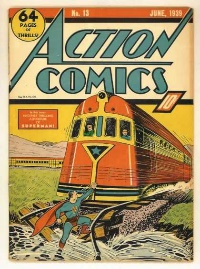 64
PAGES
OF
THRILLS!
No. 13
JUNE, 1939
ACTION
COMICS
10¢
SUPERMAN!